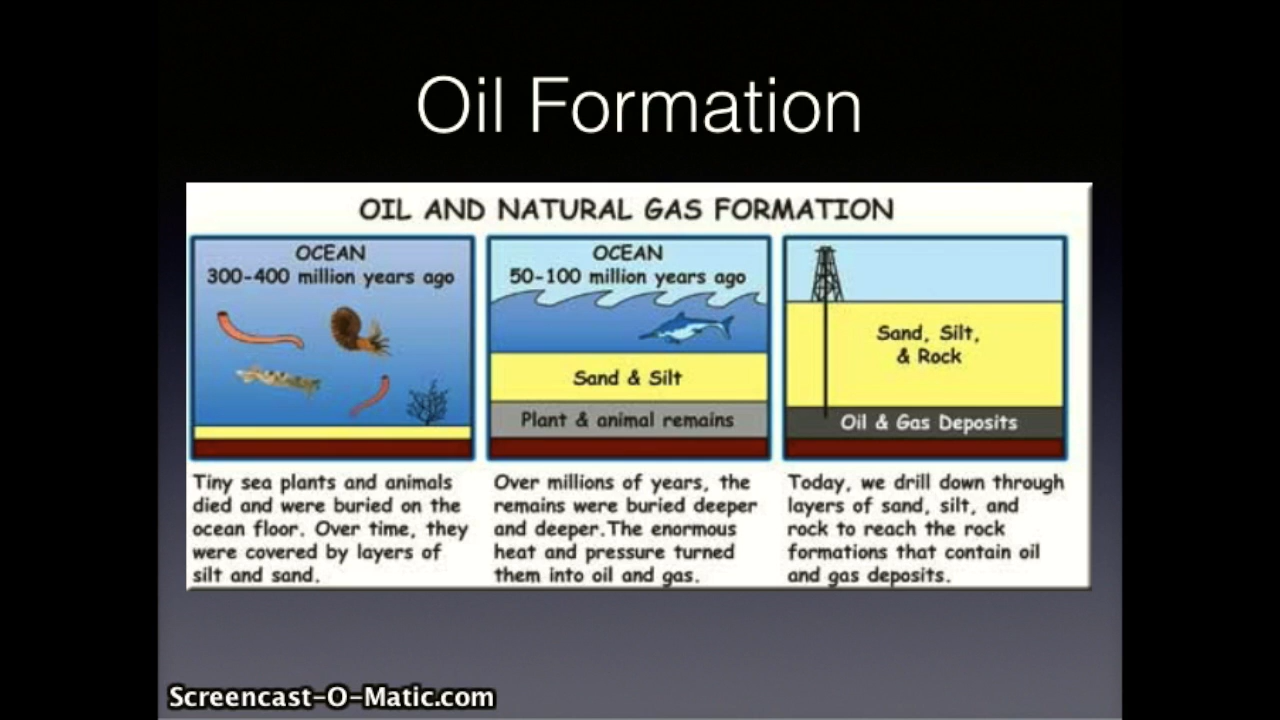 Oil Formation
OIL AND NATURAL GAS FORMATION
OCEAN
300-400 million years ago
OCEAN
50-100 million years ago
Sand & Silt
Plant & animal remains
Sand, Silt,
& Rock
Oil & Gas Deposits
Tiny sea plants and animals
died and were buried on the
ocean floor. Over time, they
were covered by layers of
silt and sand.
Over millions of years, the
remains were buried deeper
and deeper.The enormous
heat and pressure turned
them into oil and gas.
Today, we drill down through
layers of sand, silt, and
rock to reach the rock
formations that contain oil
and gas deposits.
Screencast-O-Matic.com